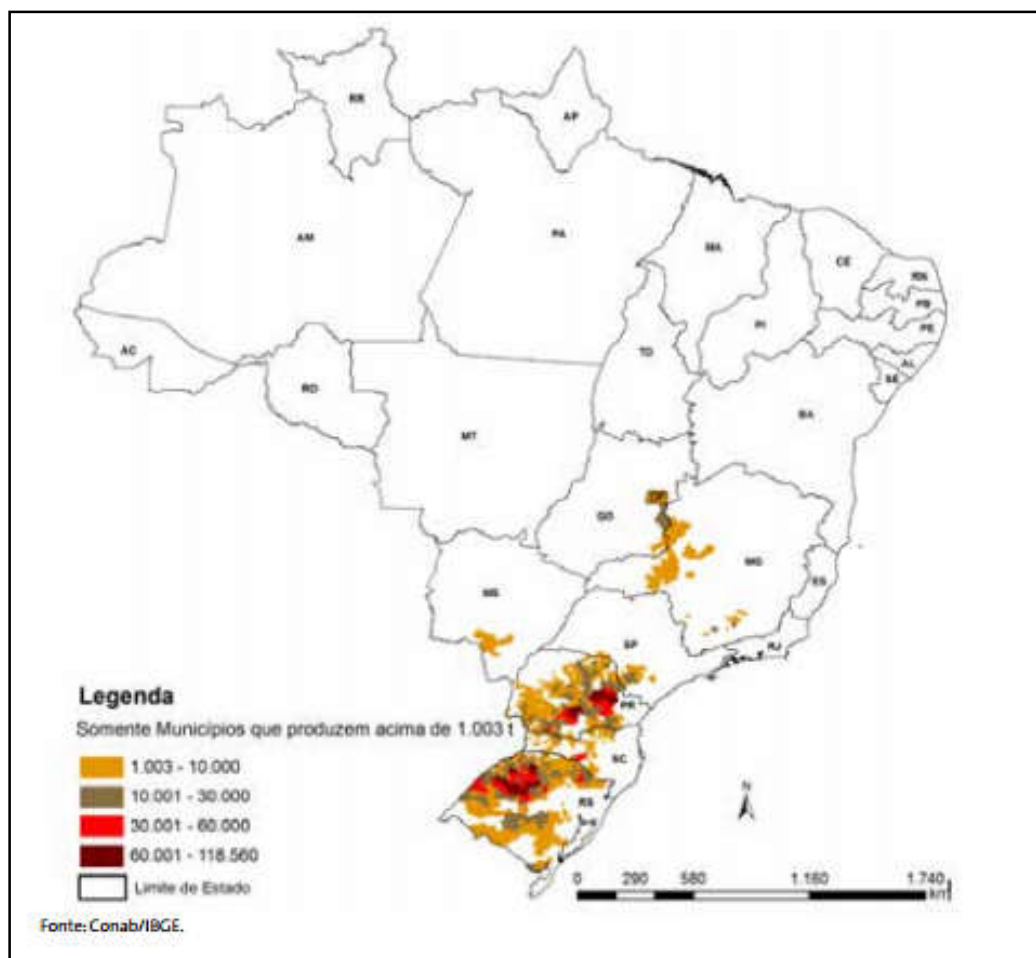 RR
AP
AM
PA
MA
CE
RN
PB
PE
AL
SE
PI
AC
RO
TO
MT
BA
GO
DF
MG
ES
MS
SP
RJ
PR
SC
RS
Legenda
Somente Municípios que produzem acima de 1.003 t
1.003 - 10.000
10.001 - 30.000
30.001 - 60.000
60.001 - 118.560
Limite de Estado
N
0 290 580 1.160 1.740
km
Fonte: Conab/IBGE.